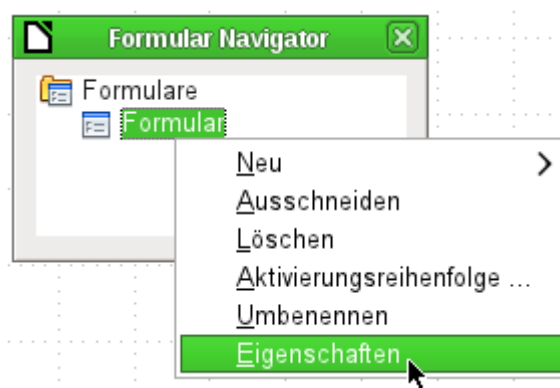 Formular Navigator
Formulare
Formular
Neu
Ausschneiden
Löschen
Aktivierungsreihenfolge ...
Umbenennen
Eigenschaften